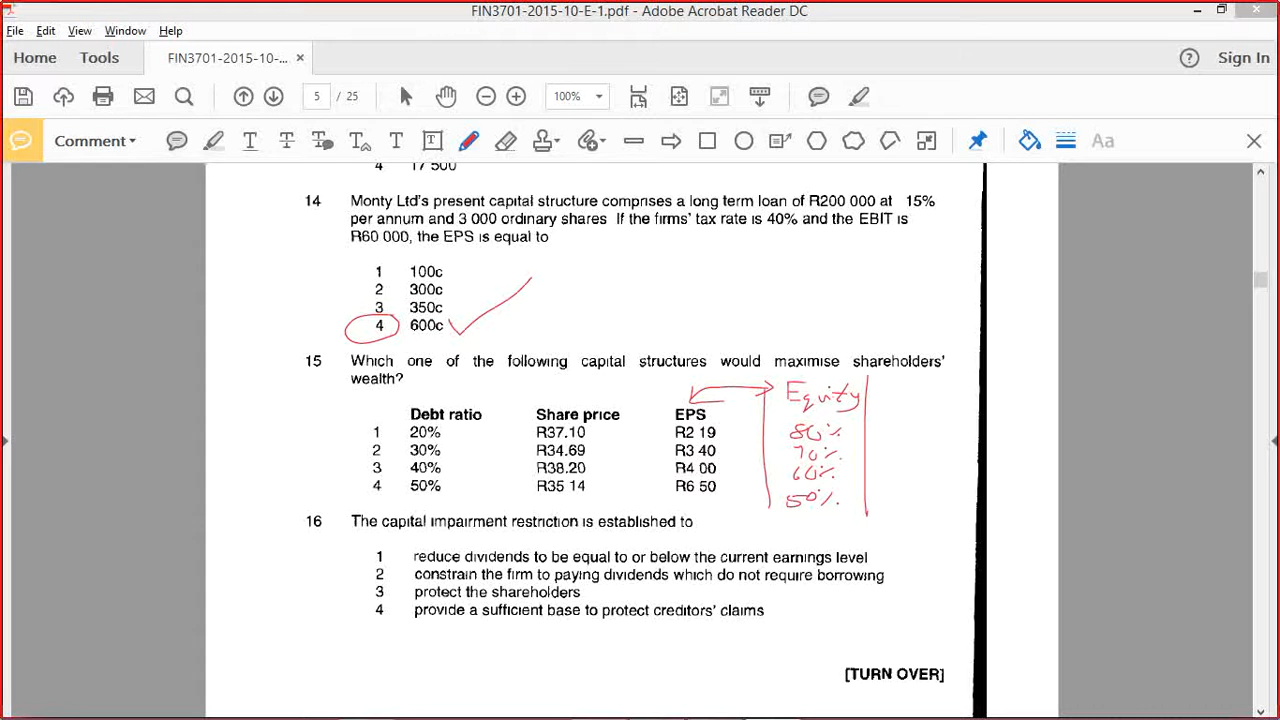 FIN3701-2015-10-E-1.pdf - Adobe Acrobat Reader DC
File Edit View Window Help
Home Tools FIN3701-2015-10-... × Sign In
5 / 25 100%
Comment Aa
4 17 500
14 Monty Ltd's present capital structure comprises a long term loan of R200 000 at 15%
per annum and 3 000 ordinary shares If the firms' tax rate is 40% and the EBIT is
R60 000, the EPS is equal to
1 100c
2 300c
3 350c
4 600c
15 Which one of the following capital structures would maximise shareholders'
wealth?
Debt ratio Share price EPS Equity
1 20% R37.10 R2 19 80%
2 30% R34.69 R3 40 70%
3 40% R38.20 R4 00 60%
4 50% R35 14 R6 50 50%
16 The capital impairment restriction is established to
1 reduce dividends to be equal to or below the current earnings level
2 constrain the firm to paying dividends which do not require borrowing
3 protect the shareholders
4 provide a sufficient base to protect creditors' claims
[TURN OVER]